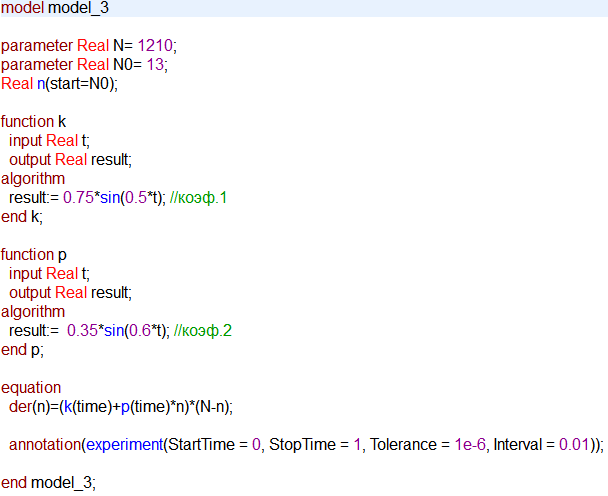 model model_3
parameter Real N= 1210;
parameter Real N0= 13;
Real n(start=N0);
function k
input Real t;
output Real result;
algorithm
result:= 0.75*sin(0.5*t); //коэф.1
end k;
function p
input Real t;
output Real result;
algorithm
result:=  0.35*sin(0.6*t); //коэф.2
end p;
equation
der(n)=(k(time)+p(time)*n)*(N-n);
annotation(experiment(StartTime = 0, StopTime = 1, Tolerance = 1e-6, Interval = 0.01));
end model_3;